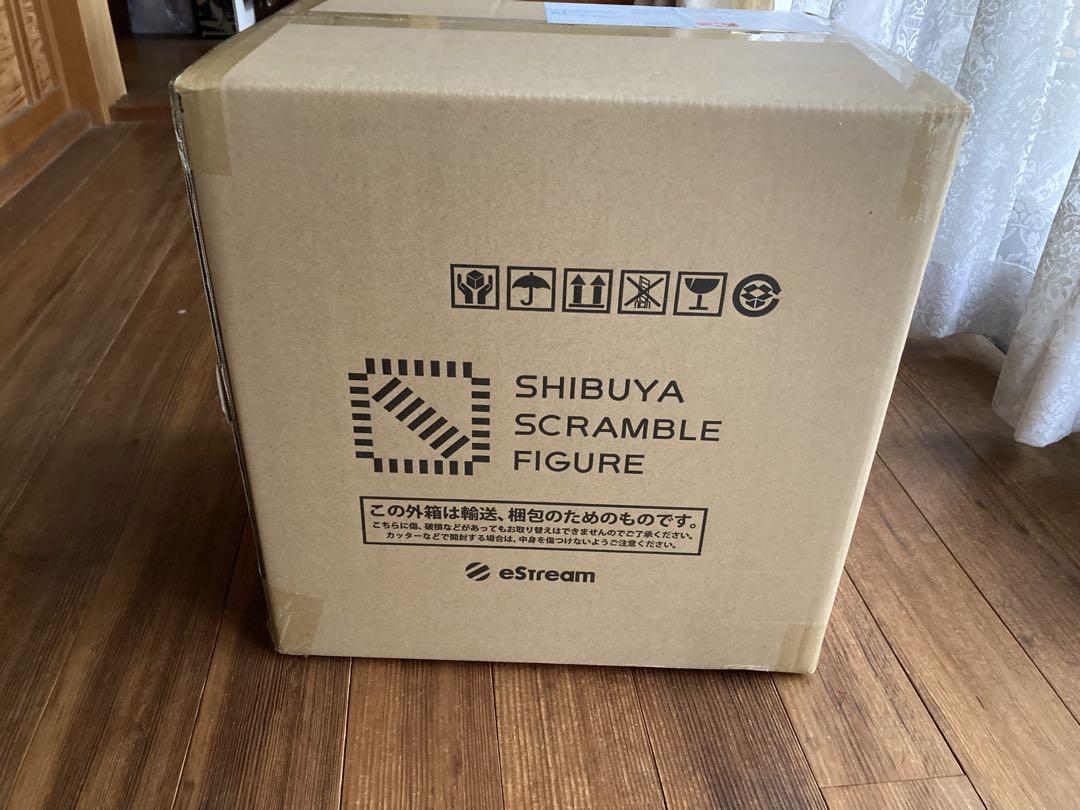 SHIBUYA
SCRAMBLE
FIGURE
この外箱は輸送、梱包のためのものです。
こちらに傷、破損などがあってもお取り替えはできませんのでご了承ください。
カッターなどで開封する場合は、中身を傷つけないようご注意ください。
eStream